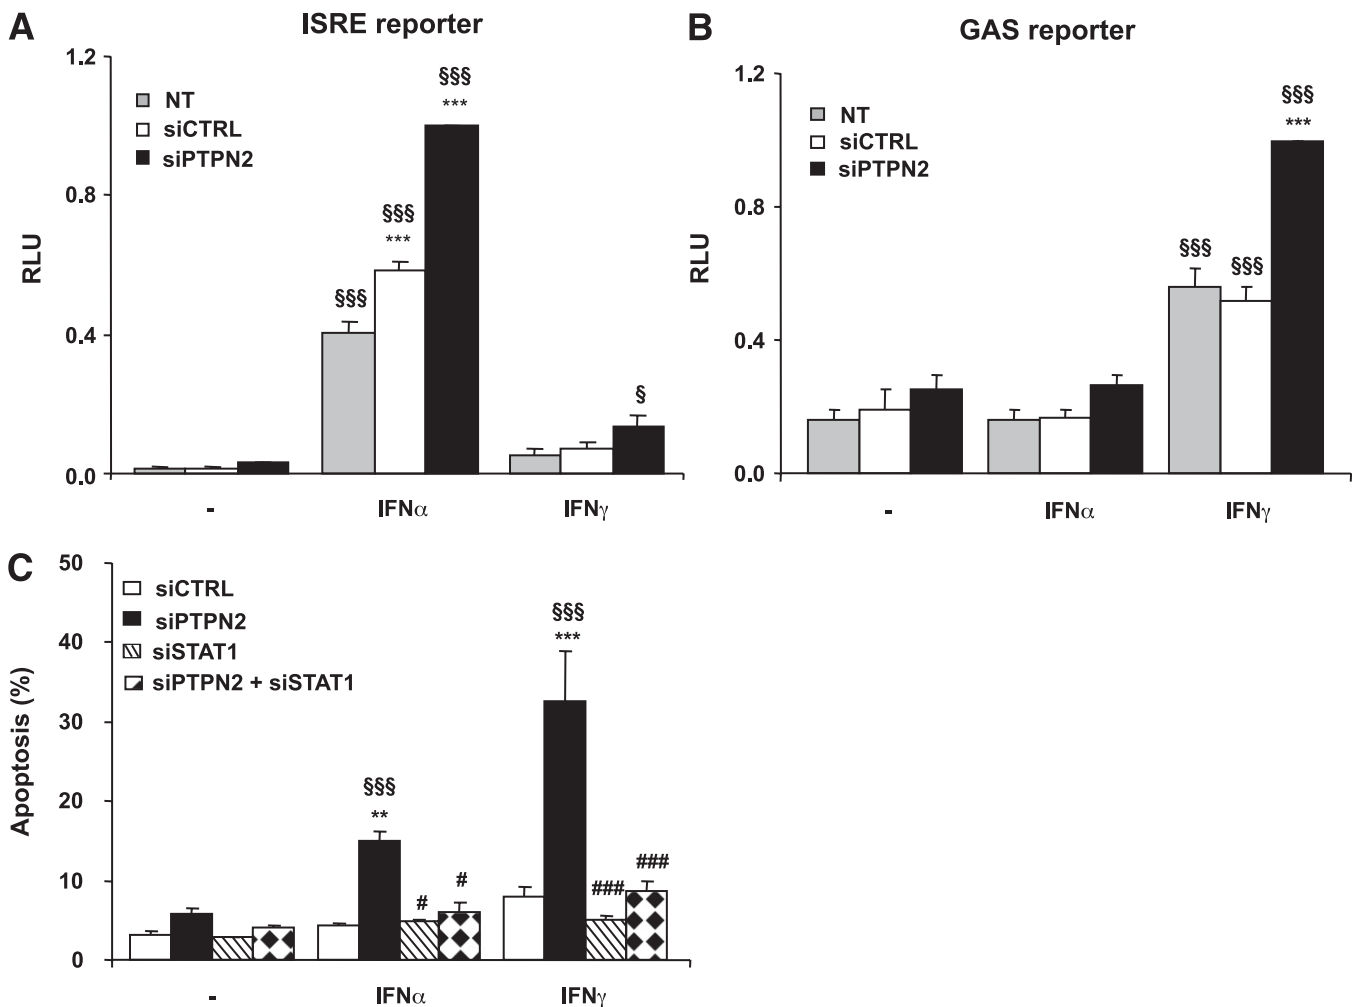 A
ISRE reporter
1.2
0.8
0.4
0.0
RLU
NT
siCTRL
siPTPN2
§§§
§§§
***
§§§
***
§
-
IFNα
IFNγ
B
GAS reporter
1.2
0.8
0.4
0.0
RLU
NT
siCTRL
siPTPN2
§§§
§§§
§§§
***
-
IFNα
IFNγ
C
50
40
30
20
10
0
Apoptosis (%)
siCTRL
siPTPN2
siSTAT1
siPTPN2 + siSTAT1
§§§
**
#
#
§§§
***
###
###
-
IFNα
IFNγ